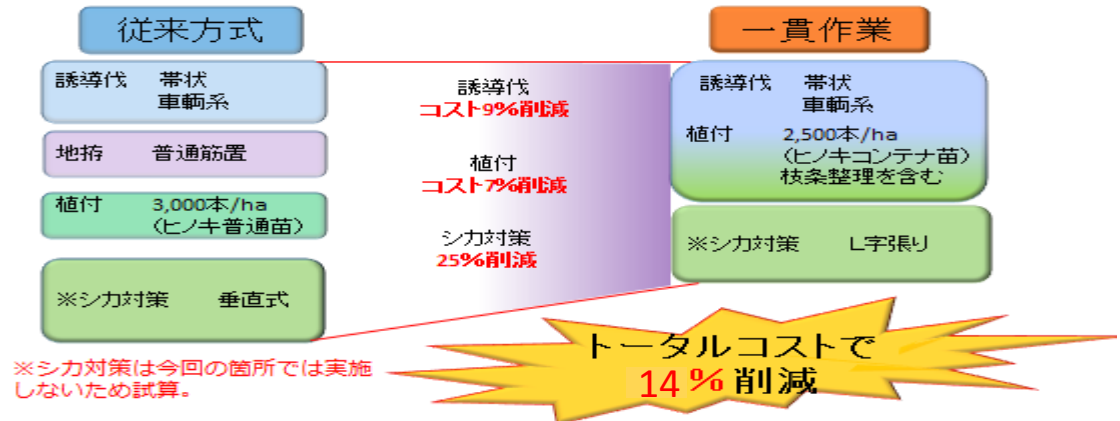 従来方式
誘導伐 帯状
車輌系
地拵 普通筋置
植付 3,000本/ha
(ヒノキ普通苗)
※シカ対策 垂直式
※シカ対策は今回の箇所では実施
しないため試算。
誘導伐
コスト9%削減
植付
コスト7%削減
シカ対策
25%削減
一貫作業
誘導伐 帯状
車輌系
植付 2,500本/ha
(ヒノキコンテナ苗)
枝条整理を含む
※シカ対策 L字張り
トータルコストで
14%削減